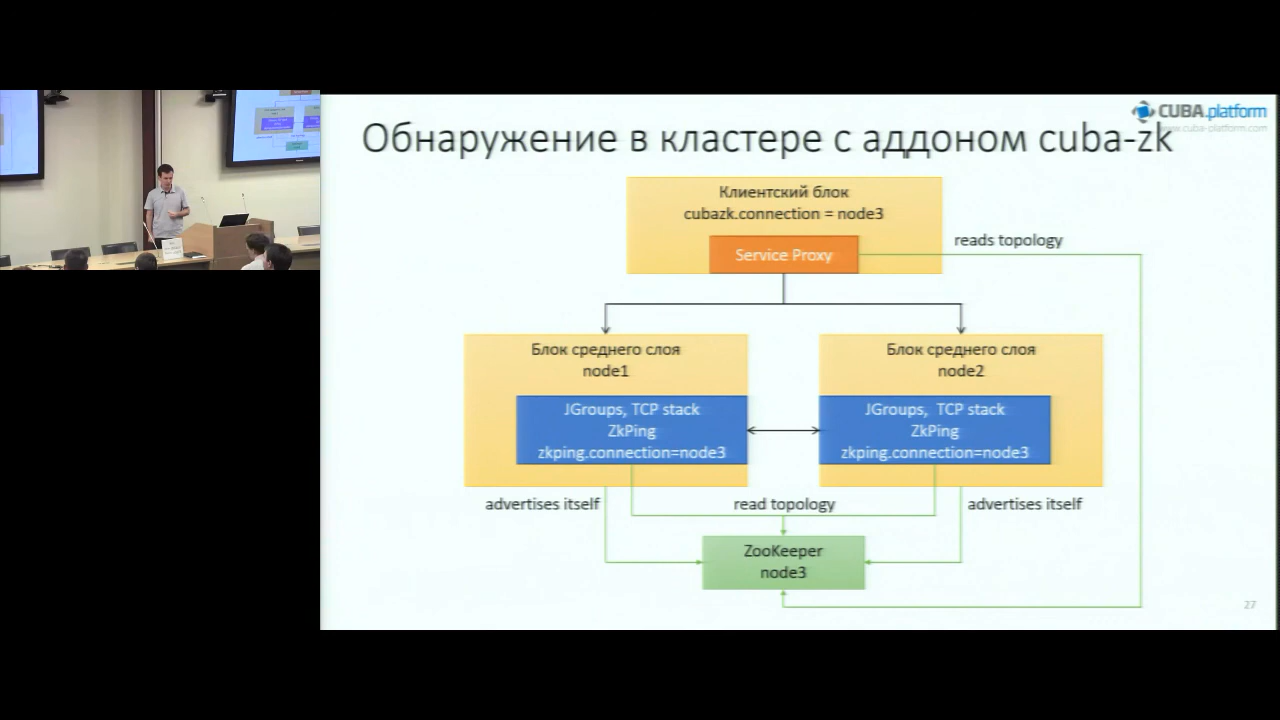 CUBA.platform
www.cuba-platform.com
Обнаружение в кластере с аддоном cuba-zk
Клиентский блок
cubazk.connection = node3
Service Proxy
reads topology
Блок среднего слоя
node1
JGroups, TCP stack
ZkPing
zkping.connection=node3
Блок среднего слоя
node2
JGroups, TCP stack
ZkPing
zkping.connection=node3
advertises itself
read topology
advertises itself
ZooKeeper
node3
27